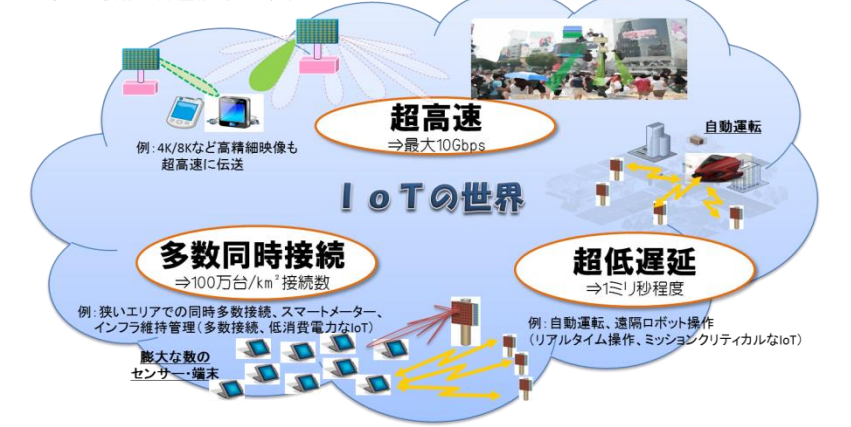 超高速
⇒最大10Gbps
例：4K/8Kなど高精細映像も
超高速に伝送
自動運転
IoTの世界
多数同時接続
⇒100万台/km²接続数
例：狭いエリアでの同時多数接続、スマートメーター、
インフラ維持管理（多数接続、低消費電力なIoT）
膨大な数の
センサー・端末
超低遅延
⇒1ミリ秒程度
例：自動運転、遠隔ロボット操作
（リアルタイム操作、ミッションクリティカルなIoT）